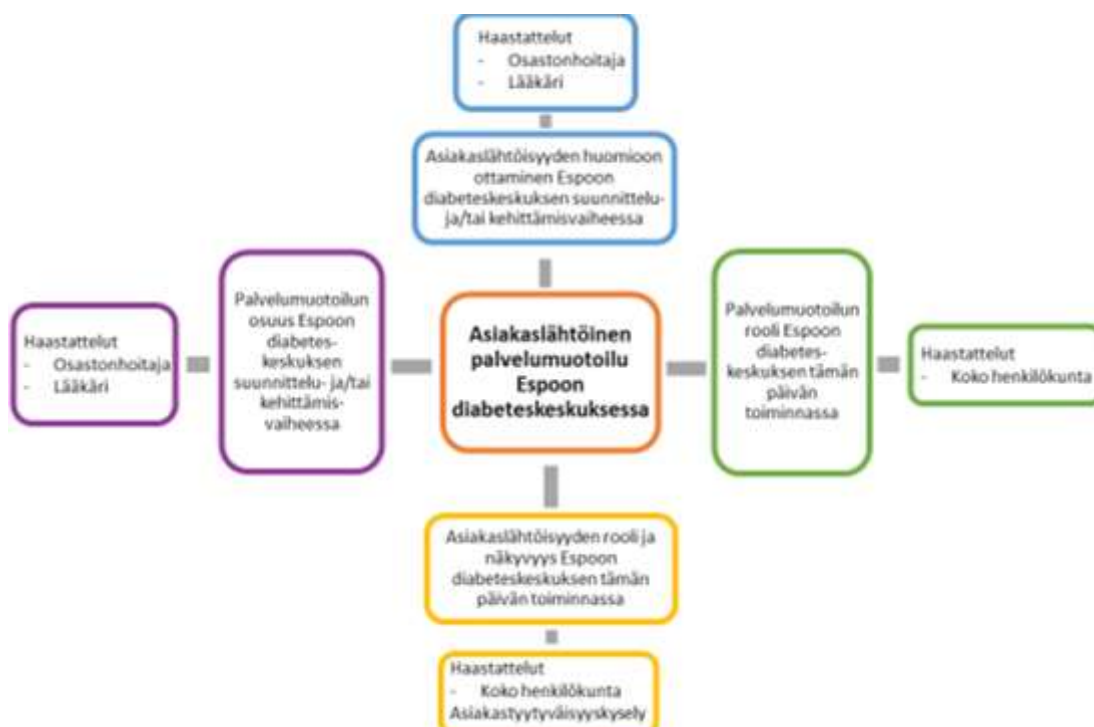 Haastattelut
- Osastonhoitaja
- Lääkäri
Asiakaslähtöisyyden huomioon
ottaminen Espoon
diabeteskeskuksen suunnittelu-
ja/tai kehittämisvaiheessa
Haastattelut
- Osastonhoitaja
- Lääkäri
Palvelumuotoilun
osuus Espoon
diabetes-
keskuksen
suunnittelu- ja/tai
kehittämis-
vaiheessa
Asiakaslähtöinen
palvelumuotoilu
Espoon
diabeteskeskuksessa
Palvelumuotoilun
rooli Espoon
diabetes-
keskuksen tämän
päivän
toiminnassa
Haastattelut
- Koko henkilökunta
Asiakaslähtöisyyden rooli ja
näkyvyys Espoon
diabeteskeskuksen tämän
päivän toiminnassa
Haastattelut
- Koko henkilökunta
Asiakastyytyväisyyskysely